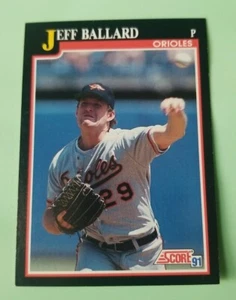 JEFF BALLARD P
ORIOLES
Orioles
29
SCORE 91